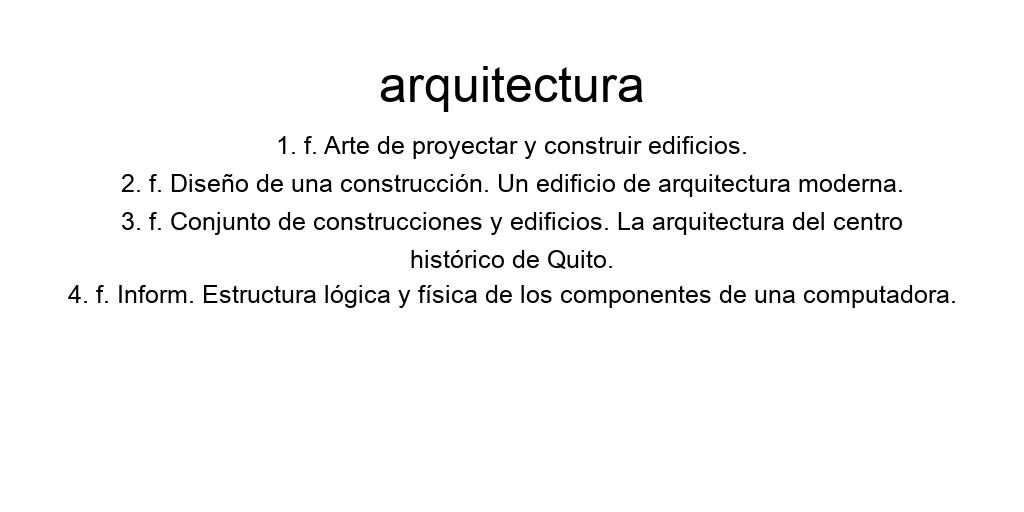 arquitectura
1. f. Arte de proyectar y construir edificios.
2. f. Diseño de una construcción. Un edificio de arquitectura moderna.
3. f. Conjunto de construcciones y edificios. La arquitectura del centro
histórico de Quito.
4. f. Inform. Estructura lógica y física de los componentes de una computadora.